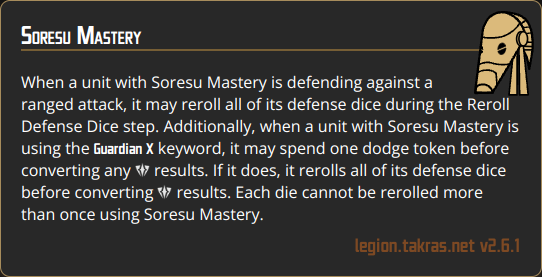 Soresu Mastery
When a unit with Soresu Mastery is defending against a
ranged attack, it may reroll all of its defense dice during the Reroll
Defense Dice step. Additionally, when a unit with Soresu Mastery is
using the Guardian X keyword, it may spend one dodge token before
converting any results. If it does, it rerolls all of its defense dice
before converting results. Each die cannot be rerolled more
than once using Soresu Mastery.
legion.takras.net v2.6.1